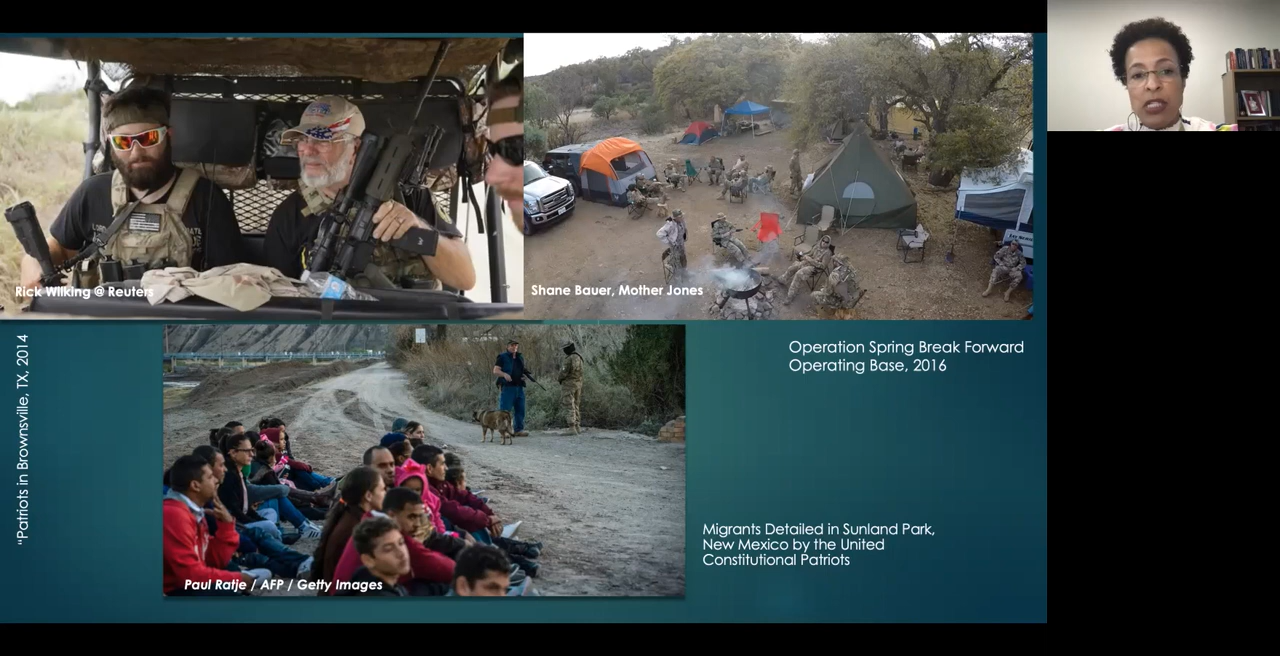 Rick Wilking @ Reuters
Shane Bauer, Mother Jones
"Patriots in Brownsville, TX, 2014
Operation Spring Break Forward
Operating Base, 2016
Migrants Detailed in Sunland Park,
New Mexico by the United
Constitutional Patriots
Paul Ratje / AFP / Getty Images